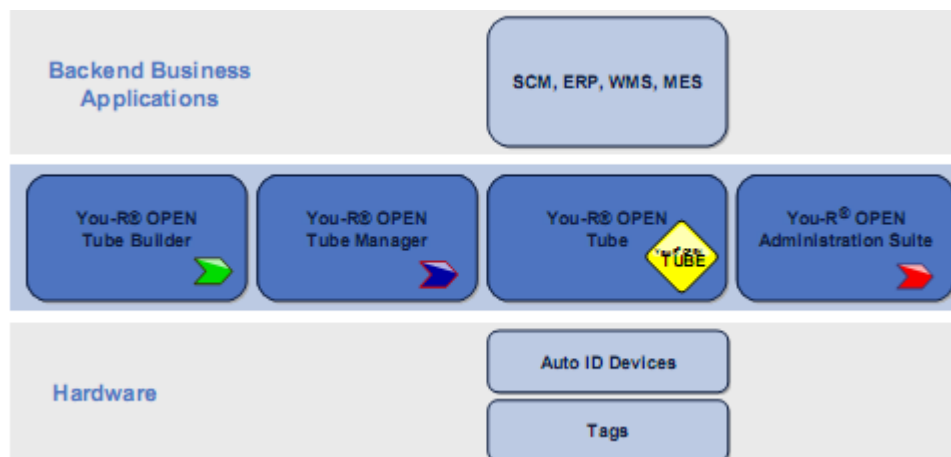 Backend Business
Applications
SCM, ERP, WMS, MES
You-R® OPEN
Tube Builder
You-R® OPEN
Tube Manager
You-R® OPEN
Tube
TUBE
You-R® OPEN
Administration Suite
Hardware
Auto ID Devices
Tags